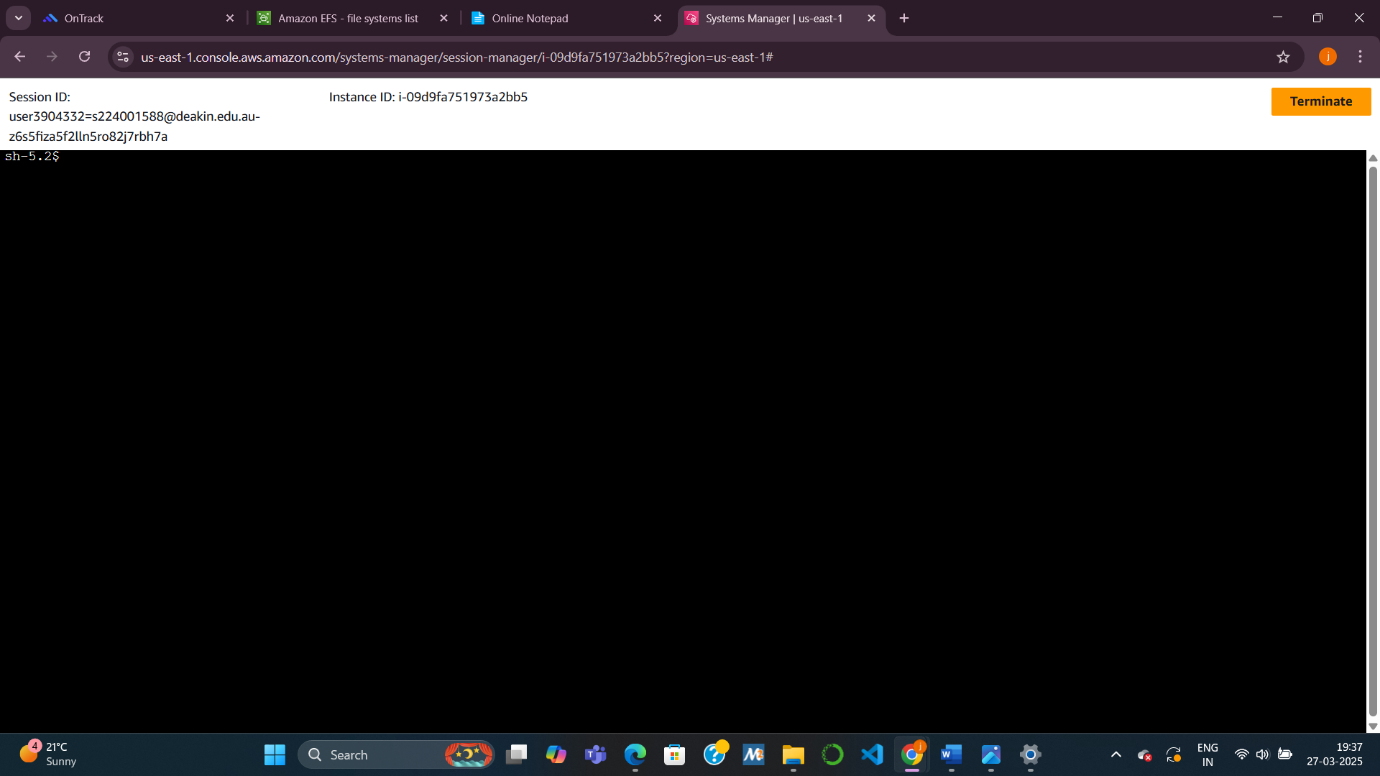 OnTrack
Amazon EFS - file systems list
Online Notepad
Systems Manager | us-east-1
us-east-1.console.aws.amazon.com/systems-manager/session-manager/i-09d9fa751973a2bb5?region=us-east-1#
j
Session ID:
user3904332=s224001588@deakin.edu.au-
z6s5fiza5f2lln5ro82j7rbh7a
Instance ID: i-09d9fa751973a2bb5
Terminate
sh-5.2$
4
21°C
Sunny
Search
j
ENG
IN
19:37
27-03-2025